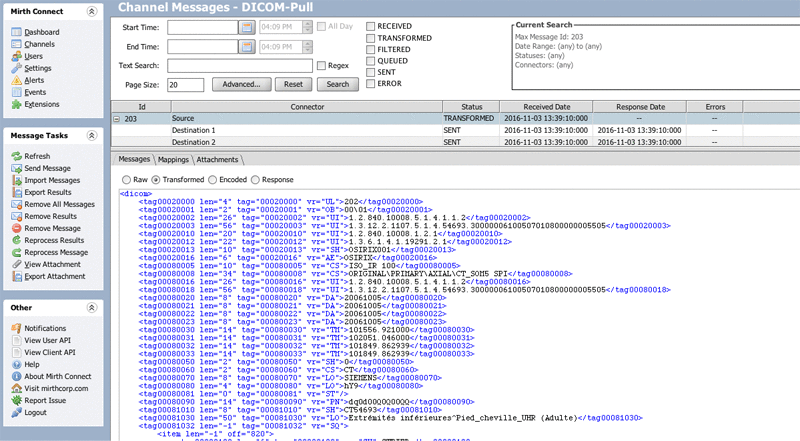 Mirth Connect
Dashboard
Channels
Users
Settings
Alerts
Events
Extensions
Message Tasks
Refresh
Send Message
Import Messages
Export Results
Remove All Messages
Remove Results
Remove Message
Reprocess Results
Reprocess Message
View Attachment
Export Attachment
Other
Notifications
View User API
View Client API
Help
About Mirth Connect
Visit mirthcorp.com
Report Issue
Logout
Channel Messages - DICOM-Pull
Start Time: 04:09 PM All Day
End Time: 04:09 PM
Text Search: Regex
Page Size: 20 Advanced... Reset Search
RECEIVED
TRANSFORMED
FILTERED
QUEUED
SENT
ERROR
Current Search
Max Message Id: 203
Date Range: (any) to (any)
Statuses: (any)
Connectors: (any)
Id Connector Status Received Date Response Date Errors
203 Source TRANSFORMED 2016-11-03 13:39:10:000 -- --
Destination 1 SENT 2016-11-03 13:39:10:000 2016-11-03 13:39:10:000 --
Destination 2 SENT 2016-11-03 13:39:10:000 2016-11-03 13:39:10:000 --
Messages Mappings Attachments
Raw Transformed Encoded Response
<dicom>
<tag00020000 len="4" tag="00020000" vr="UL">202</tag00020000>
<tag00020001 len="2" tag="00020001" vr="OB">00\01</tag00020001>
<tag00020002 len="26" tag="00020002" vr="UI">1.2.840.10008.5.1.4.1.1.2</tag00020002>
<tag00020003 len="56" tag="00020003" vr="UI">1.3.12.2.1107.5.1.4.54693.30000006100507010800000005505</tag00020003>
<tag00020010 len="20" tag="00020010" vr="UI">1.2.840.10008.1.2.1</tag00020010>
<tag00020012 len="22" tag="00020012" vr="UI">1.3.6.1.4.1.19291.2.1</tag00020012>
<tag00020013 len="10" tag="00020013" vr="SH">OSIRIX001</tag00020013>
<tag00020016 len="6" tag="00020016" vr="AE">OSIRIX</tag00020016>
<tag00080005 len="10" tag="00080005" vr="CS">ISO_IR 100</tag00080005>
<tag00080008 len="34" tag="00080008" vr="CS">ORIGINAL\PRIMARY\AXIAL\CT_SOM5 SPI</tag00080008>
<tag00080016 len="26" tag="00080016" vr="UI">1.2.840.10008.5.1.4.1.1.2</tag00080016>
<tag00080018 len="56" tag="00080018" vr="UI">1.3.12.2.1107.5.1.4.54693.30000006100507010800000005505</tag00080018>
<tag00080020 len="8" tag="00080020" vr="DA">20061005</tag00080020>
<tag00080021 len="8" tag="00080021" vr="DA">20061005</tag00080021>
<tag00080022 len="8" tag="00080022" vr="DA">20061005</tag00080022>
<tag00080023 len="8" tag="00080023" vr="DA">20061005</tag00080023>
<tag00080030 len="14" tag="00080030" vr="TM">101556.921000</tag00080030>
<tag00080031 len="14" tag="00080031" vr="TM">102051.046000</tag00080031>
<tag00080032 len="14" tag="00080032" vr="TM">101849.862939</tag00080032>
<tag00080033 len="14" tag="00080033" vr="TM">101849.862939</tag00080033>
<tag00080050 len="2" tag="00080050" vr="SH">0</tag00080050>
<tag00080060 len="2" tag="00080060" vr="CS">CT</tag00080060>
<tag00080070 len="8" tag="00080070" vr="LO">SIEMENS</tag00080070>
<tag00080080 len="4" tag="00080080" vr="LO">hY9</tag00080080>
<tag00080081 len="0" tag="00080081" vr="ST"/>
<tag00080090 len="14" tag="00080090" vr="PN">dq0d00Q0Q00QQ</tag00080090>
<tag00081010 len="8" tag="00081010" vr="SH">CT54693</tag00081010>
<tag00081030 len="50" tag="00081030" vr="LO">Extrémités inférieures^Pied_cheville_UHR (Adulte)</tag00081030>
<tag00081032 len="-1" tag="00081032" vr="SQ">
<item len="-1" off="820">